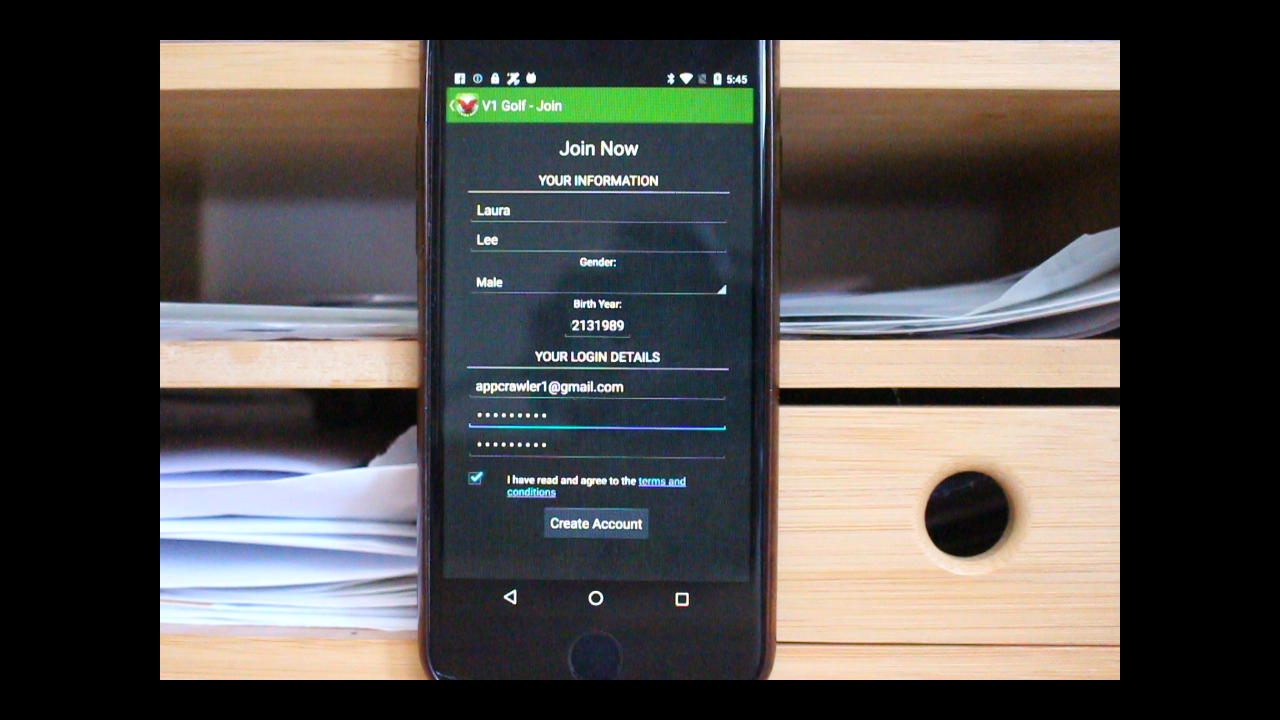 5:45
V1 Golf - Join
Join Now
YOUR INFORMATION
Laura
Lee
Gender:
Male
Birth Year:
2131989
YOUR LOGIN DETAILS
appcrawler1@gmail.com
•••••••••
•••••••••
I have read and agree to the terms and
conditions
Create Account